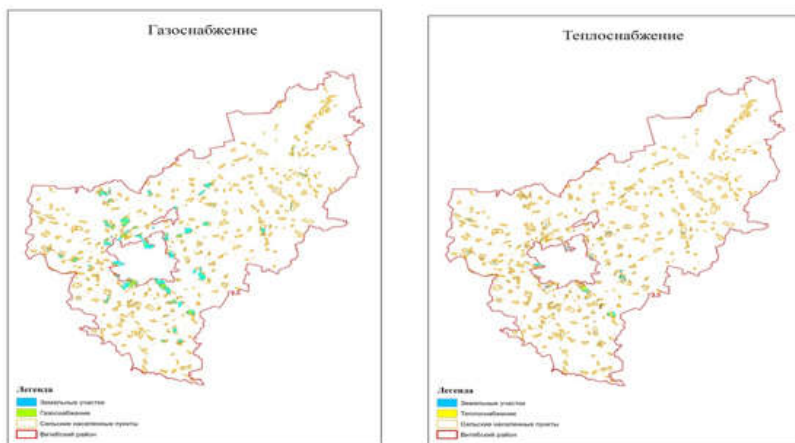 Газоснабжение
Легенда
Земельные участки
Газоснабжение
Сельские населенные пункты
Витебский район
Теплоснабжение
Легенда
Земельные участки
Теплоснабжение
Сельские населенные пункты
Витебский район